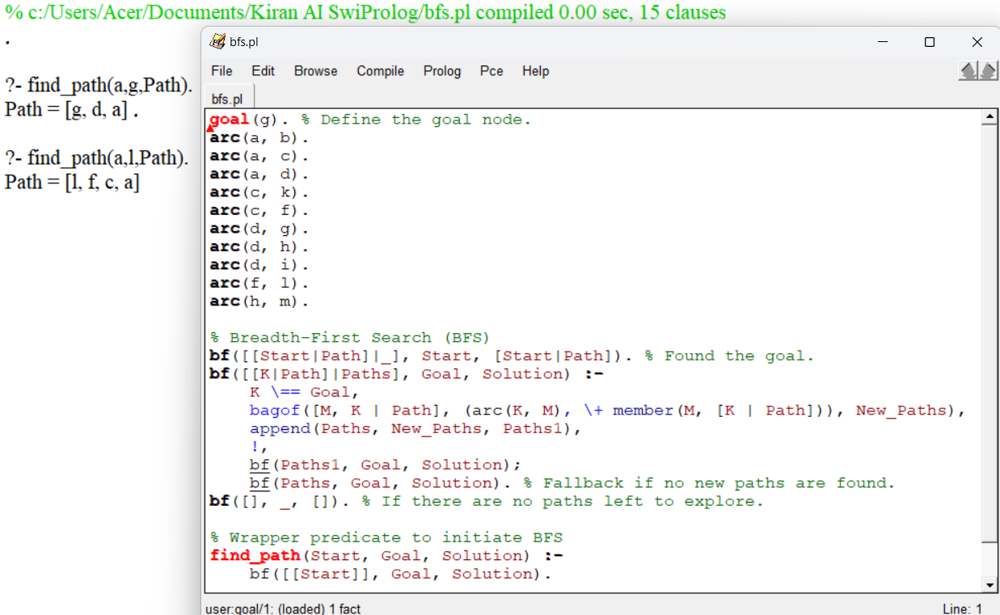 % c:/Users/Acer/Documents/Kiran AI SwiProlog/bfs.pl compiled 0.00 sec, 15 clauses
.
?- find_path(a,g,Path).
Path = [g, d, a] .
?- find_path(a,l,Path).
Path = [l, f, c, a]
bfs.pl
File Edit Browse Compile Prolog Pce Help
bfs.pl
goal(g). % Define the goal node.
arc(a, b).
arc(a, c).
arc(a, d).
arc(c, k).
arc(c, f).
arc(d, g).
arc(d, h).
arc(d, i).
arc(f, l).
arc(h, m).
% Breadth-First Search (BFS)
bf([[Start|Path]|_], Start, [Start|Path]). % Found the goal.
bf([[K|Path]|Paths], Goal, Solution) :-
    K \== Goal,
    bagof([M, K | Path], (arc(K, M), \+ member(M, [K | Path])), New_Paths),
    append(Paths, New_Paths, Paths1),
    !,
    bf(Paths1, Goal, Solution);
    bf(Paths, Goal, Solution). % Fallback if no new paths are found.
bf([], _, []). % If there are no paths left to explore.
% Wrapper predicate to initiate BFS
find_path(Start, Goal, Solution) :-
    bf([[Start]], Goal, Solution).
user:goal/1: (loaded) 1 fact
Line: 1